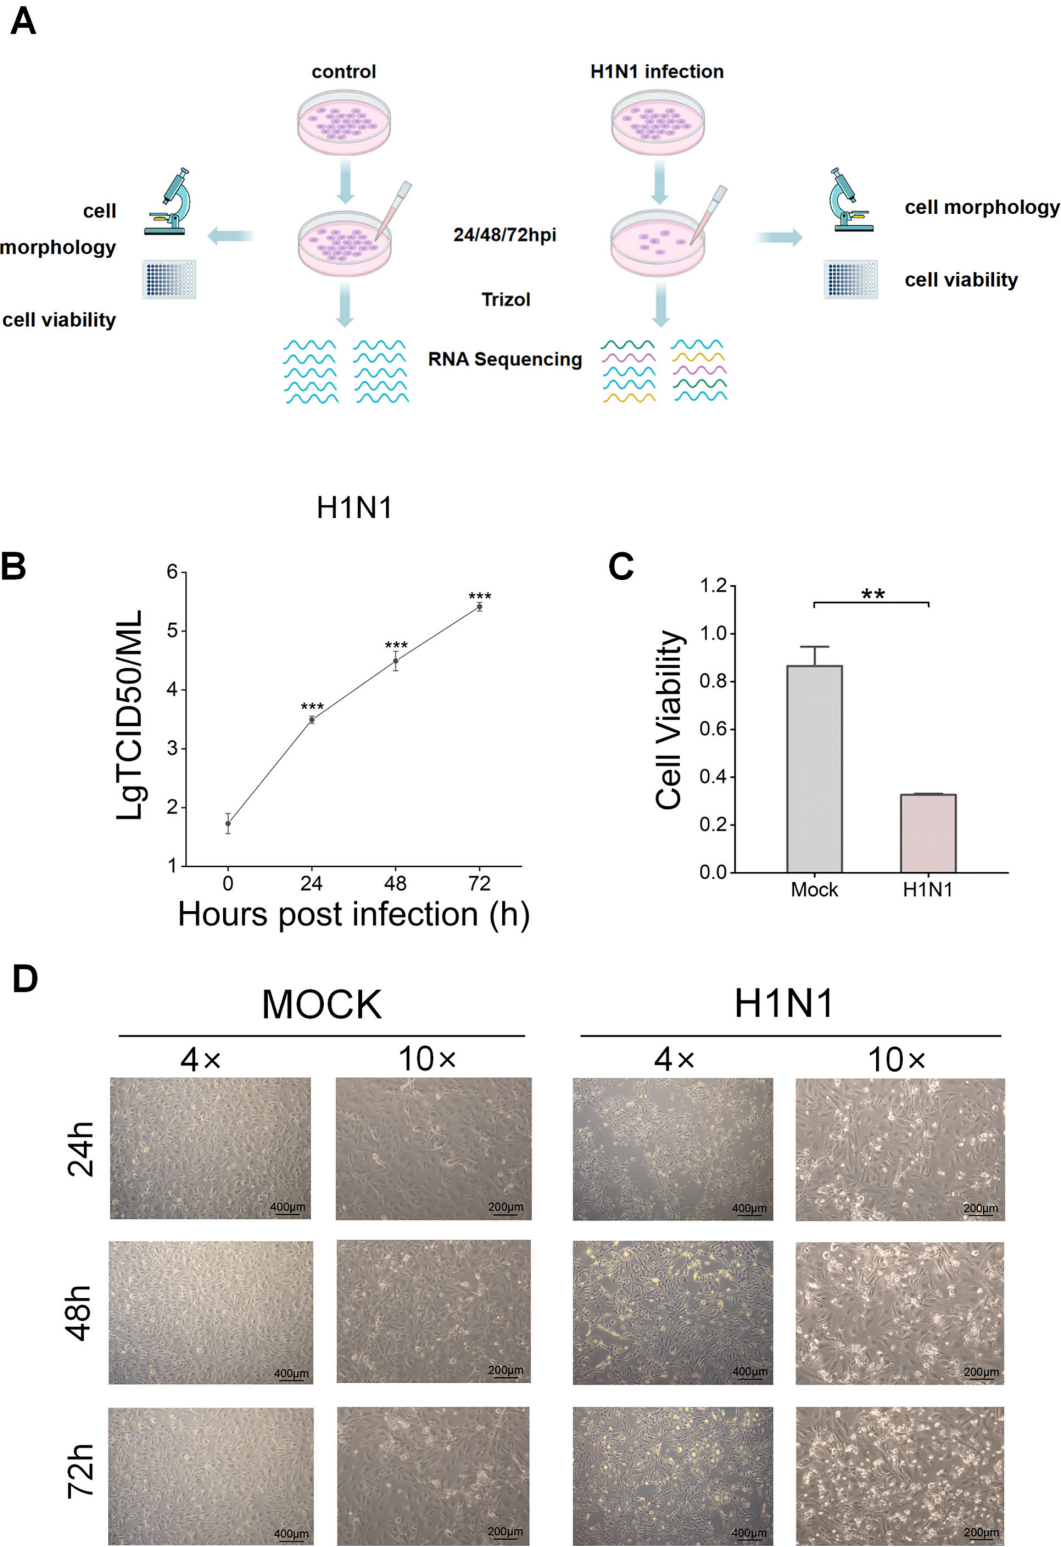 A
control
H1N1 infection
cell
morphology
cell viability
24/48/72hpi
Trizol
RNA Sequencing
cell morphology
cell viability
B
H1N1
LgTCID50/ML
6
5
4
3
2
1
***
***
***
0 24 48 72
Hours post infection (h)
C
Cell Viability
1.2
1.0
0.8
0.6
0.4
0.2
0.0
**
Mock H1N1
D
MOCK H1N1
4× 10× 4× 10×
24h
400μm 200μm 400μm 200μm
48h
400μm 200μm 400μm 200μm
72h
400μm 200μm 400μm 200μm